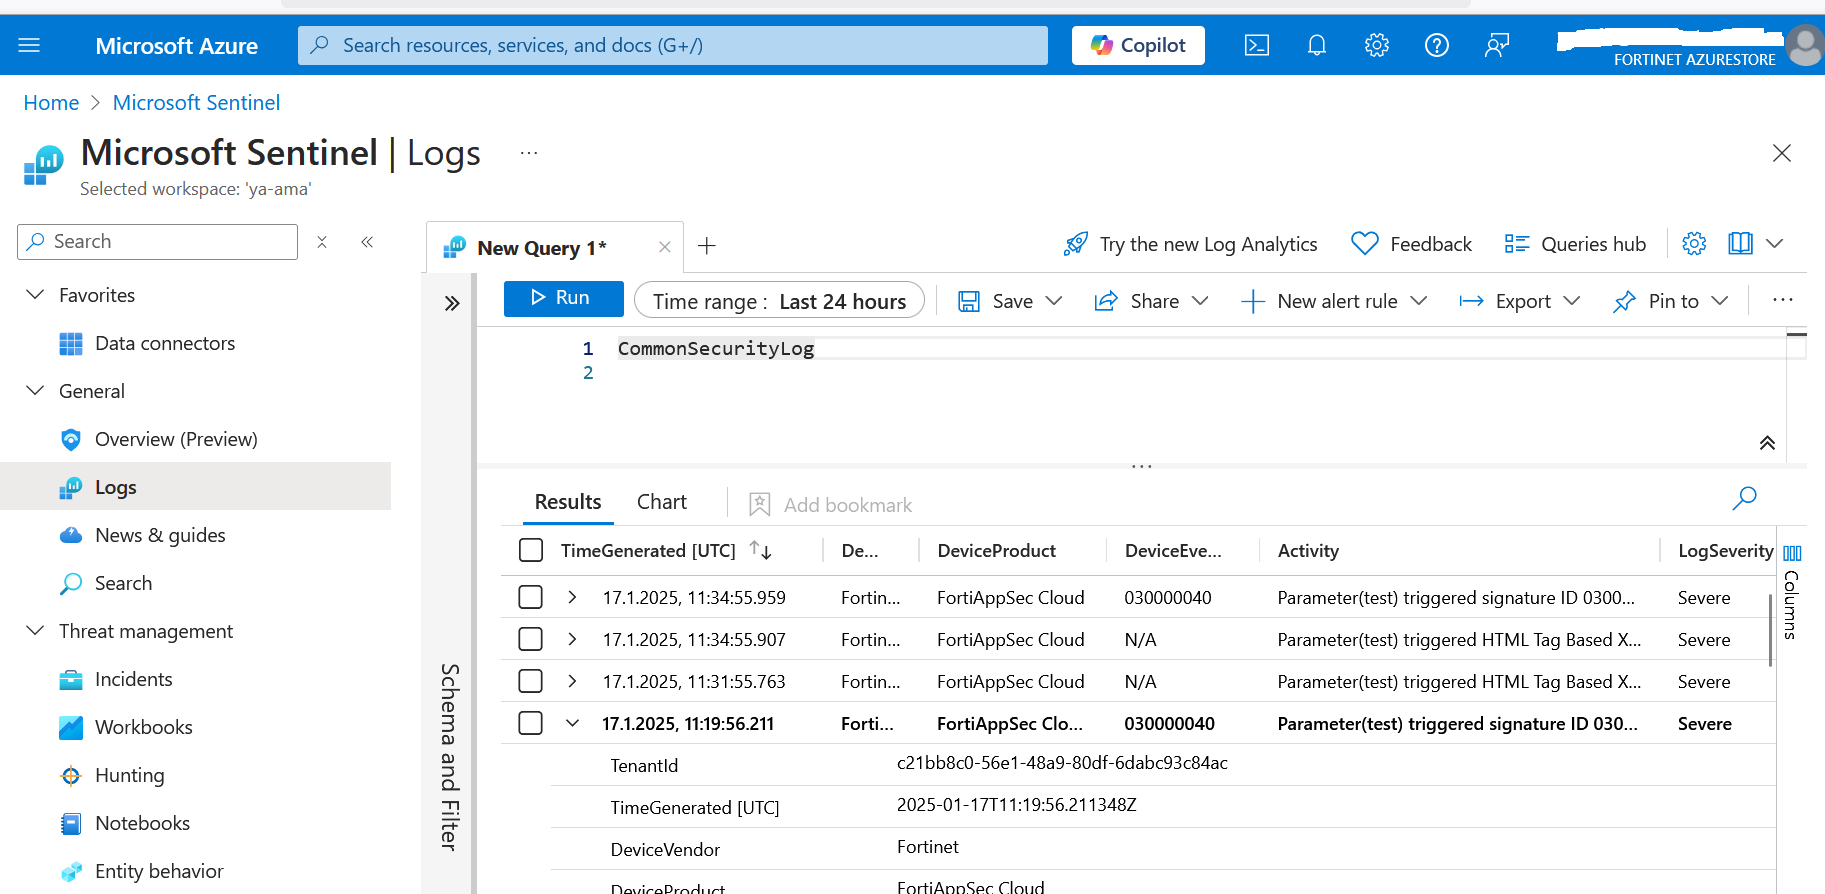 Microsoft Azure
Search resources, services, and docs (G+/)
Copilot
FORTINET AZURESTORE
Home > Microsoft Sentinel
Microsoft Sentinel | Logs ...
Selected workspace: 'ya-ama'
Search
Favorites
Data connectors
General
Overview (Preview)
Logs
News & guides
Search
Threat management
Incidents
Workbooks
Hunting
Notebooks
Entity behavior
New Query 1*
Try the new Log Analytics
Feedback
Queries hub
Run
Time range : Last 24 hours
Save
Share
New alert rule
Export
Pin to
...
1 CommonSecurityLog
2
Schema and Filter
Results
Chart
Add bookmark
TimeGenerated [UTC] De... DeviceProduct DeviceEve... Activity LogSeverity
17.1.2025, 11:34:55.959 Fortin... FortiAppSec Cloud 030000040 Parameter(test) triggered signature ID 0300... Severe
17.1.2025, 11:34:55.907 Fortin... FortiAppSec Cloud N/A Parameter(test) triggered HTML Tag Based X... Severe
17.1.2025, 11:31:55.763 Fortin... FortiAppSec Cloud N/A Parameter(test) triggered HTML Tag Based X... Severe
17.1.2025, 11:19:56.211 Forti... FortiAppSec Clo... 030000040 Parameter(test) triggered signature ID 030... Severe
TenantId c21bb8c0-56e1-48a9-80df-6dabc93c84ac
TimeGenerated [UTC] 2025-01-17T11:19:56.211348Z
DeviceVendor Fortinet
DeviceProduct FortiAppSec Cloud
Columns